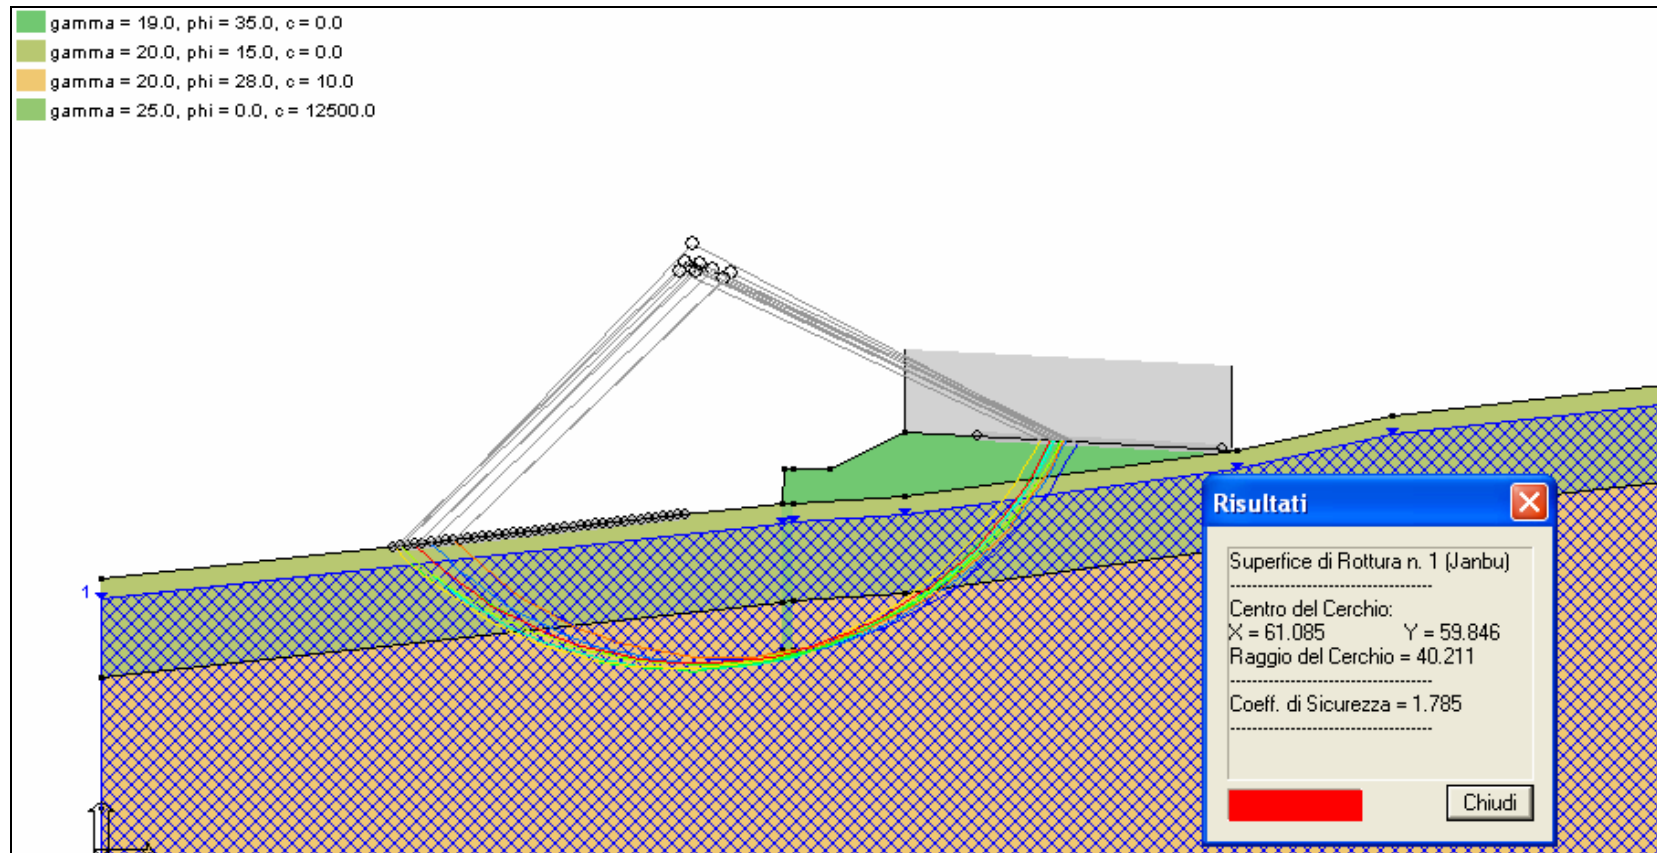 gamma = 19.0, phi = 35.0, c = 0.0
gamma = 20.0, phi = 15.0, c = 0.0
gamma = 20.0, phi = 28.0, c = 10.0
gamma = 25.0, phi = 0.0, c = 12500.0
1
Risultati
Superfice di Rottura n. 1 (Janbu)
--------------------------------
Centro del Cerchio:
X = 61.085 Y = 59.846
Raggio del Cerchio = 40.211
--------------------------------
Coeff. di Sicurezza = 1.785
--------------------------------
Chiudi